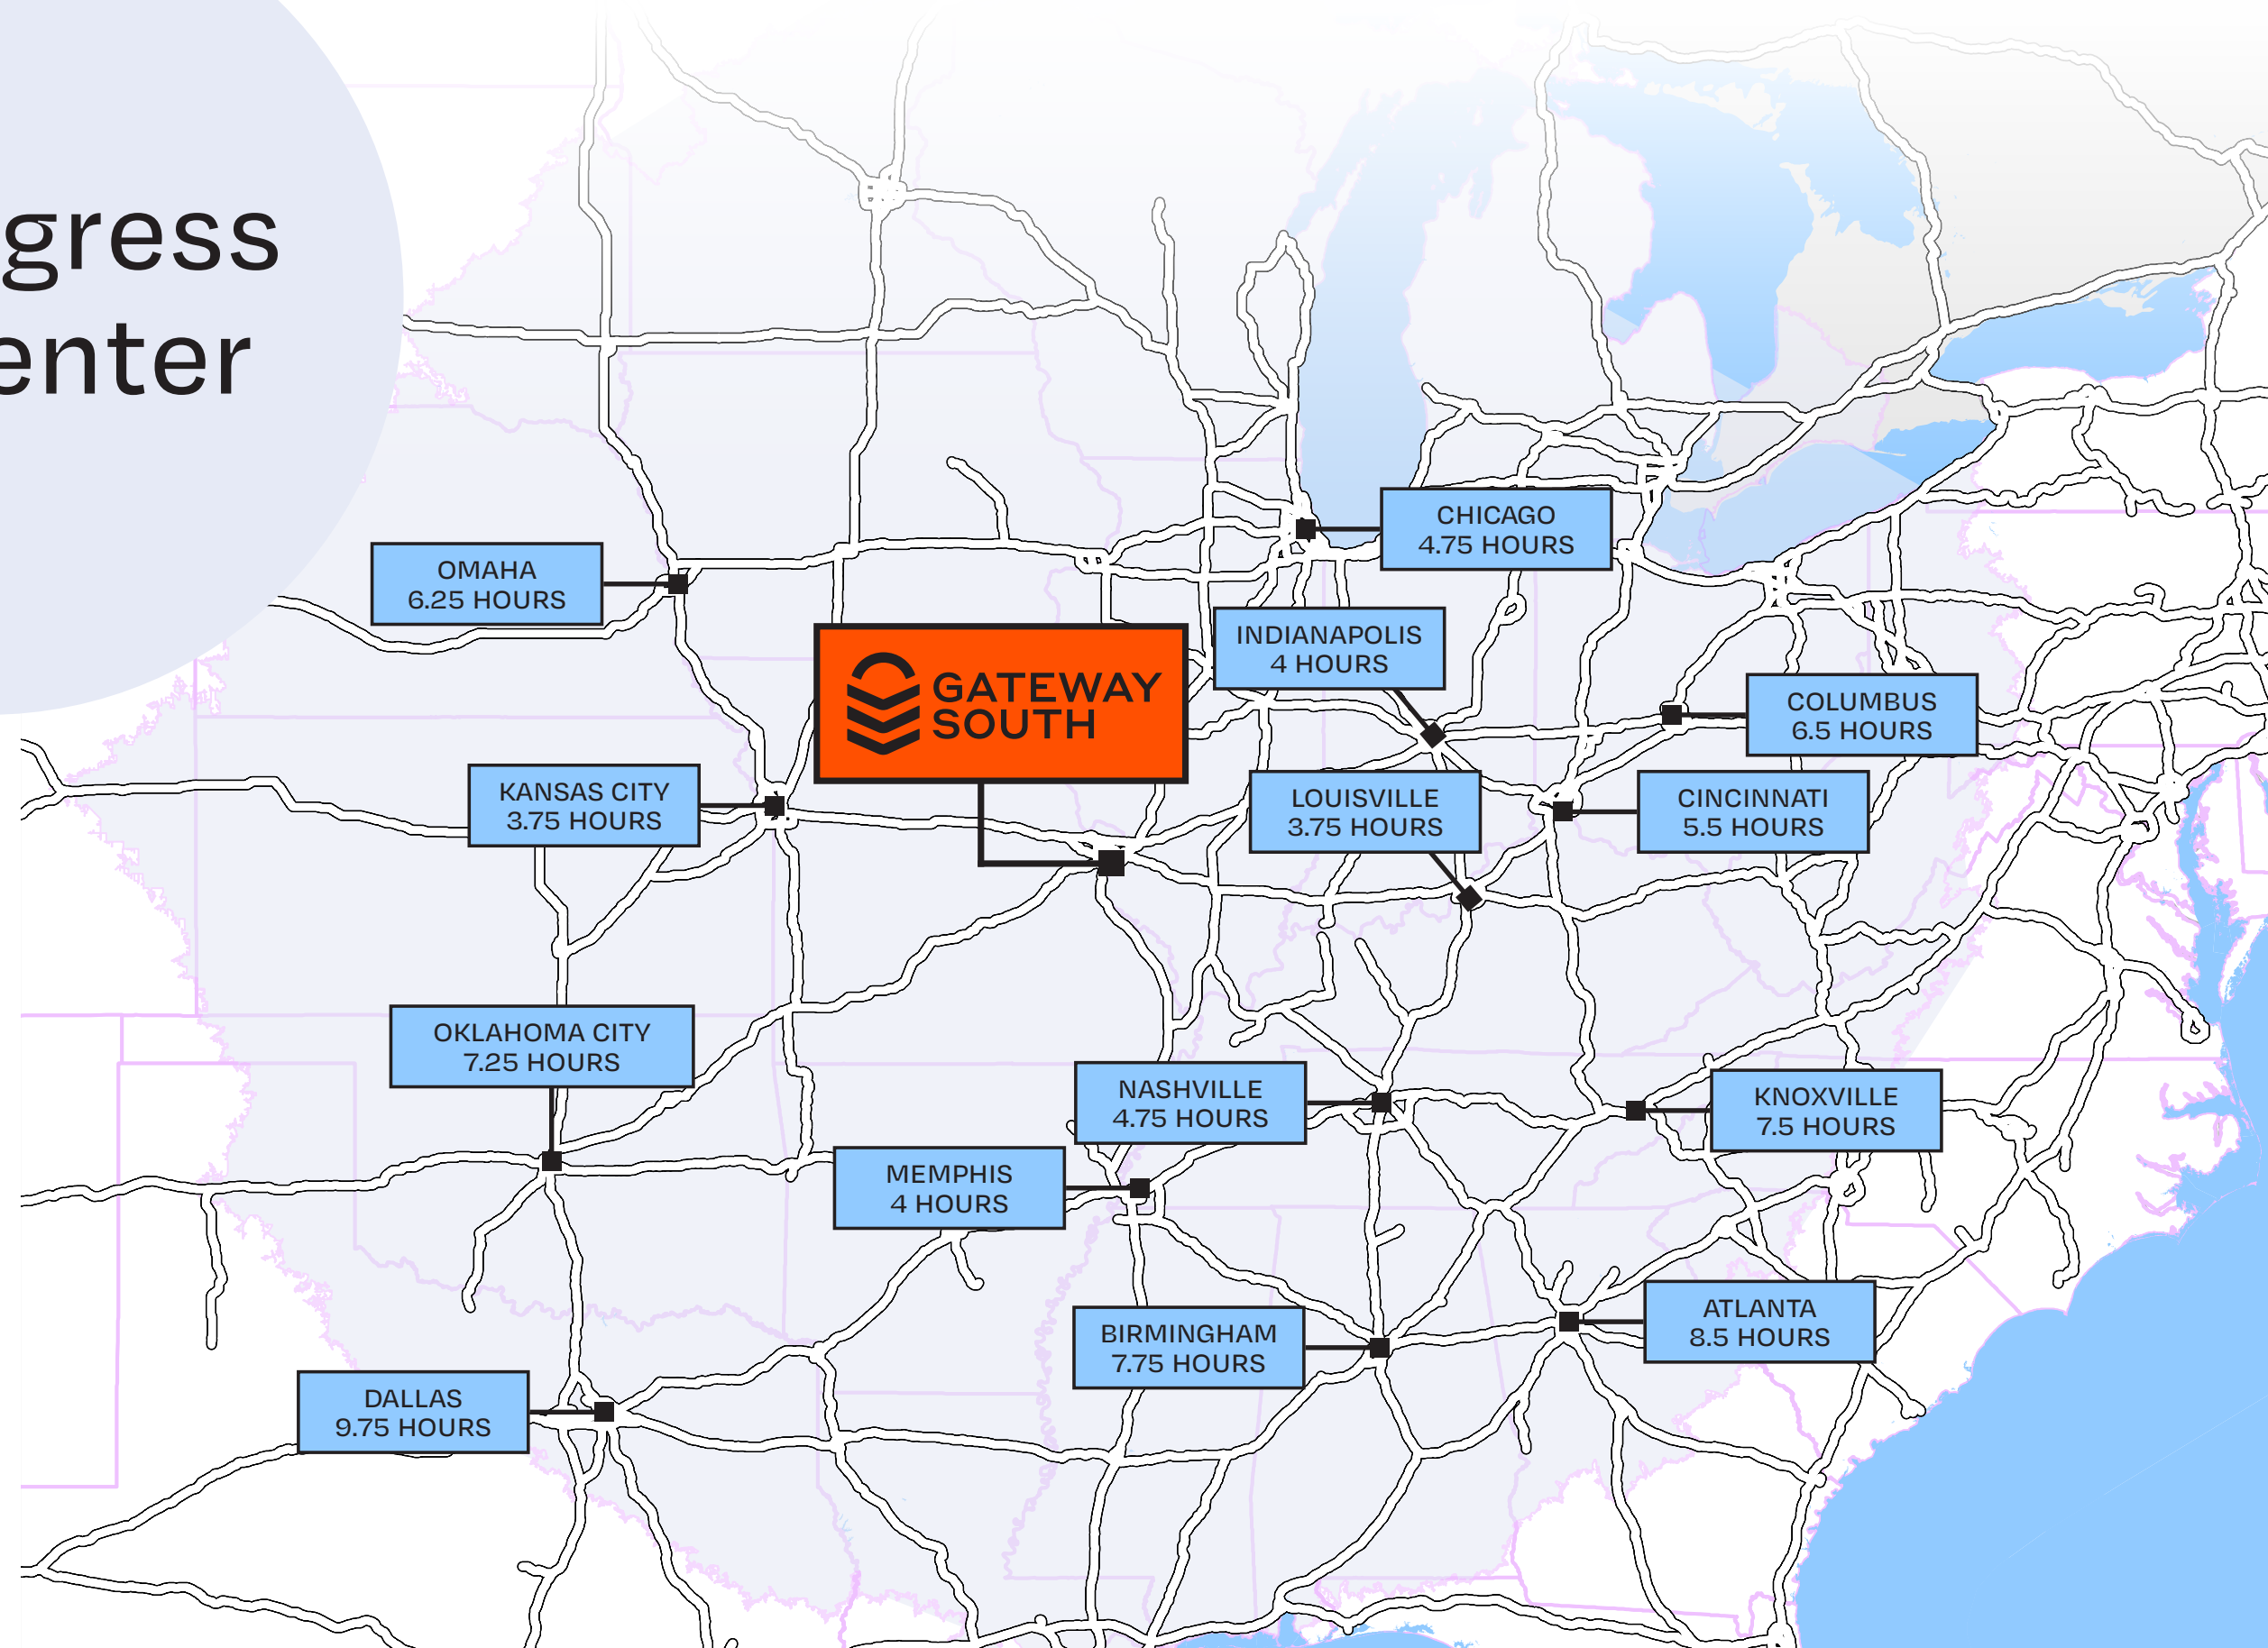 gress
enter
CHICAGO
4.75 HOURS
OMAHA
6.25 HOURS
INDIANAPOLIS
4 HOURS
GATEWAY
SOUTH
COLUMBUS
6.5 HOURS
KANSAS CITY
3.75 HOURS
LOUISVILLE
3.75 HOURS
CINCINNATI
5.5 HOURS
OKLAHOMA CITY
7.25 HOURS
NASHVILLE
4.75 HOURS
KNOXVILLE
7.5 HOURS
MEMPHIS
4 HOURS
ATLANTA
8.5 HOURS
BIRMINGHAM
7.75 HOURS
DALLAS
9.75 HOURS